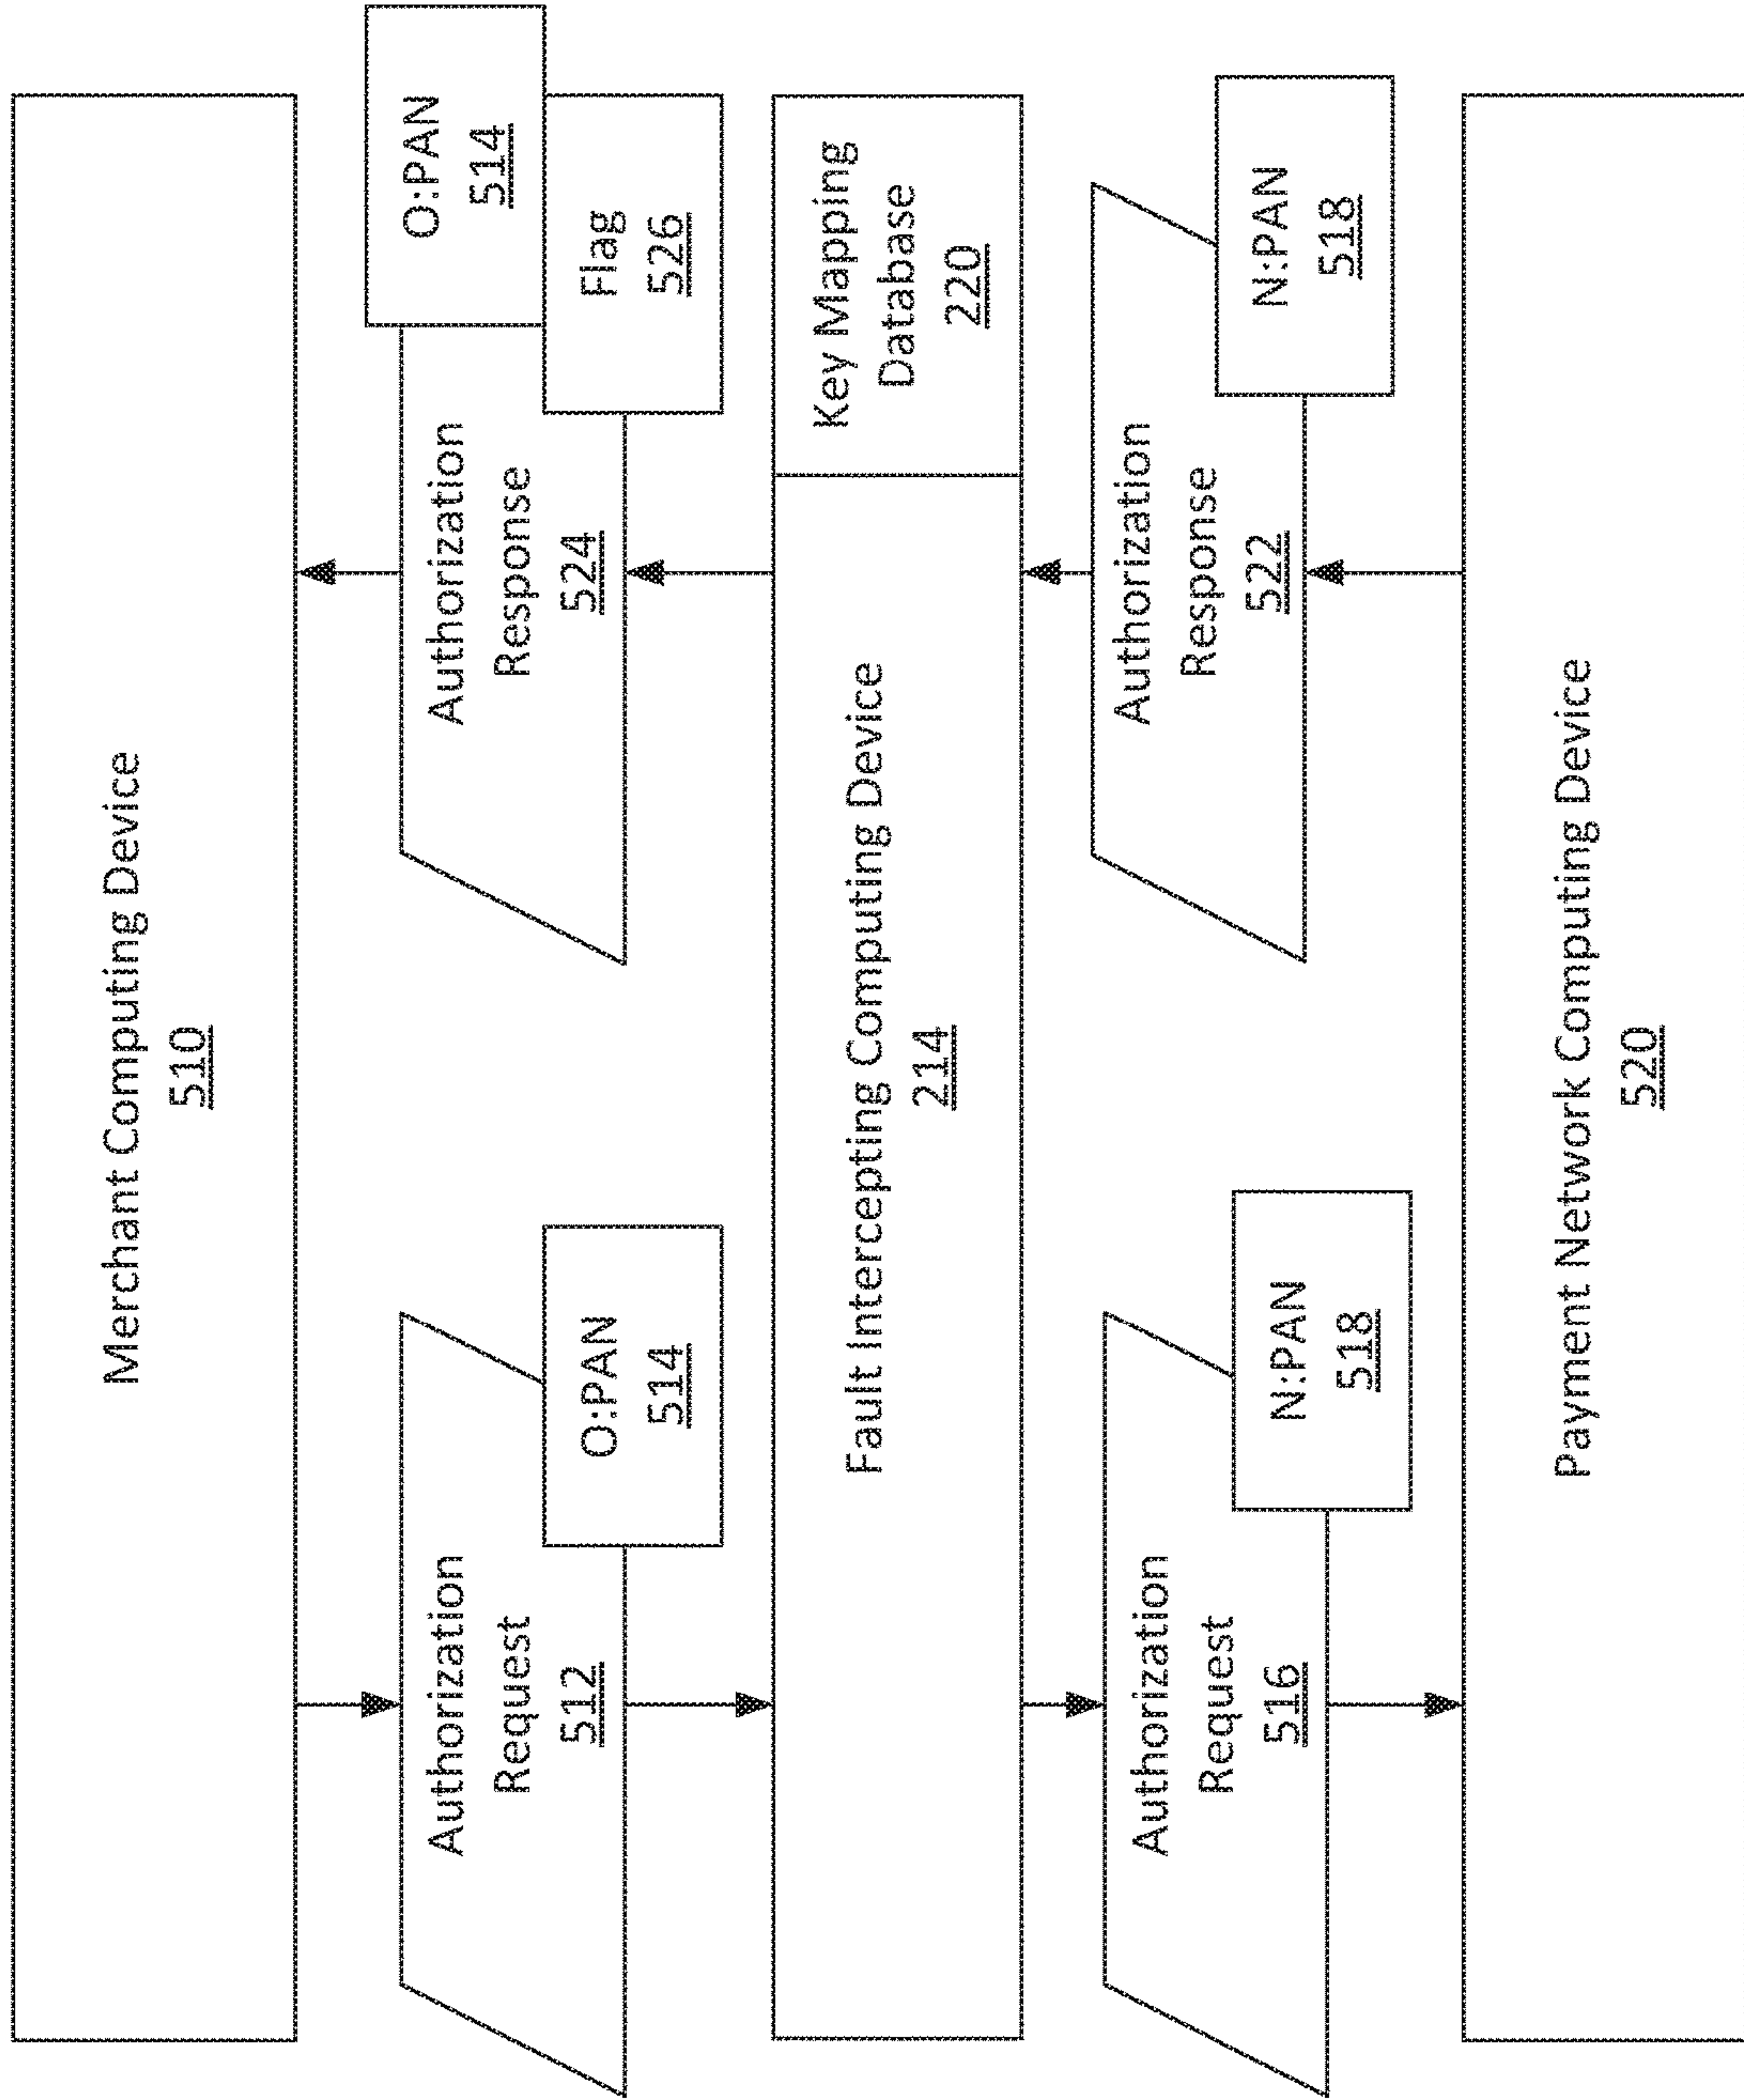 Merchant Computing Device
510
Authorization
Request
512
O:PAN
514
Authorization
Response
524
O:PAN
514
Flag
526
Fault Intercepting Computing Device
214
Key Mapping
Database
220
Authorization
Request
516
N:PAN
518
Authorization
Response
522
N:PAN
518
Payment Network Computing Device
520